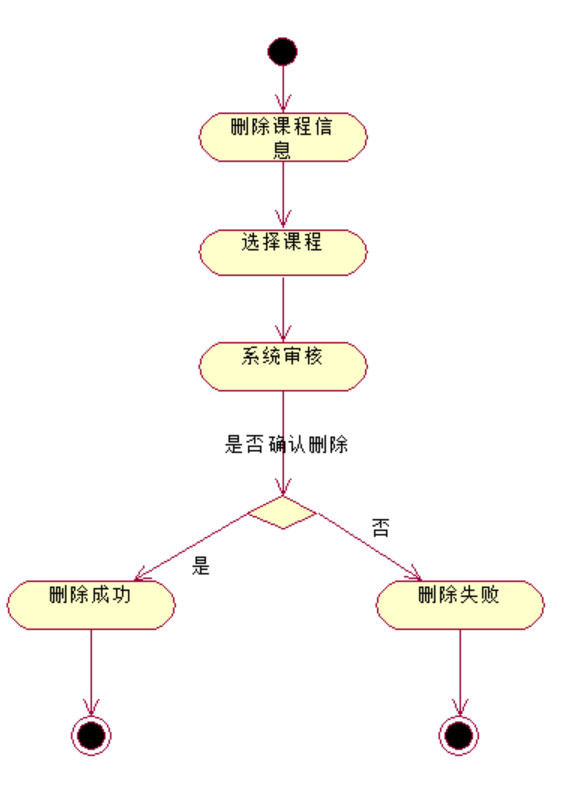 删除课程信
息
选择课程
系统审核
是否确认删除
否
是
删除成功
删除失败